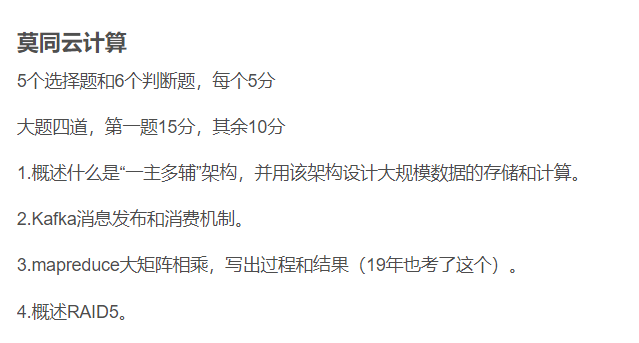 莫同云计算
5个选择题和6个判断题，每个5分
大题四道，第一题15分，其余10分
1.概述什么是“一主多辅”架构，并用该架构设计大规模数据的存储和计算。
2.Kafka消息发布和消费机制。
3.mapreduce大矩阵相乘，写出过程和结果（19年也考了这个）。
4.概述RAID5。